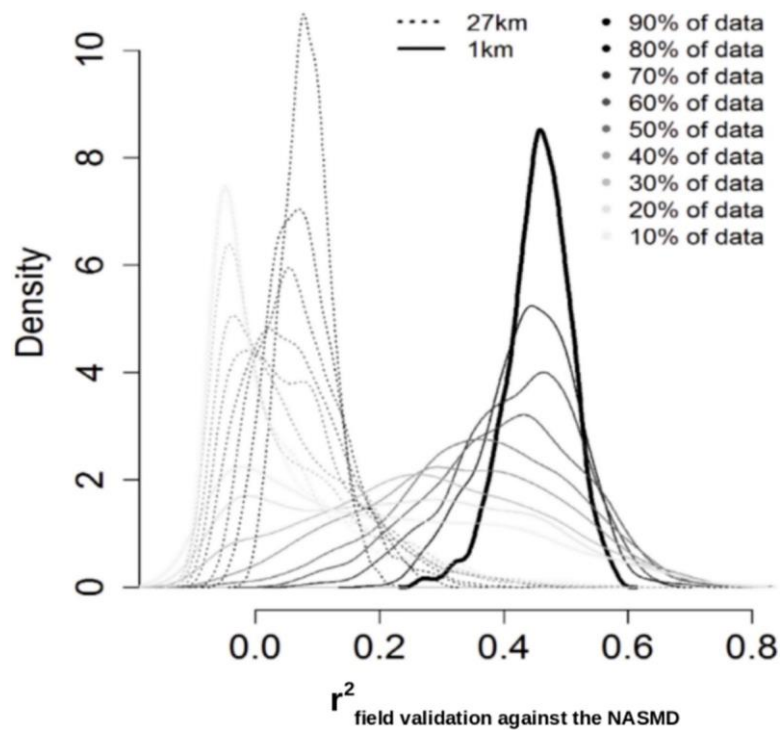 27km
1km
90% of data
80% of data
70% of data
60% of data
50% of data
40% of data
30% of data
20% of data
10% of data
10
8
6
4
2
0
Density
0.0 0.2 0.4 0.6 0.8
r² field validation against the NASMD